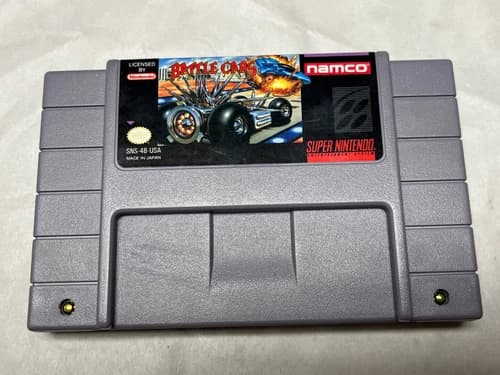 LICENSED
BY
Nintendo
BATTLE CARS
namco
SNS-4B-USA
MADE IN JAPAN
SUPER NINTENDO
ENTERTAINMENT SYSTEM